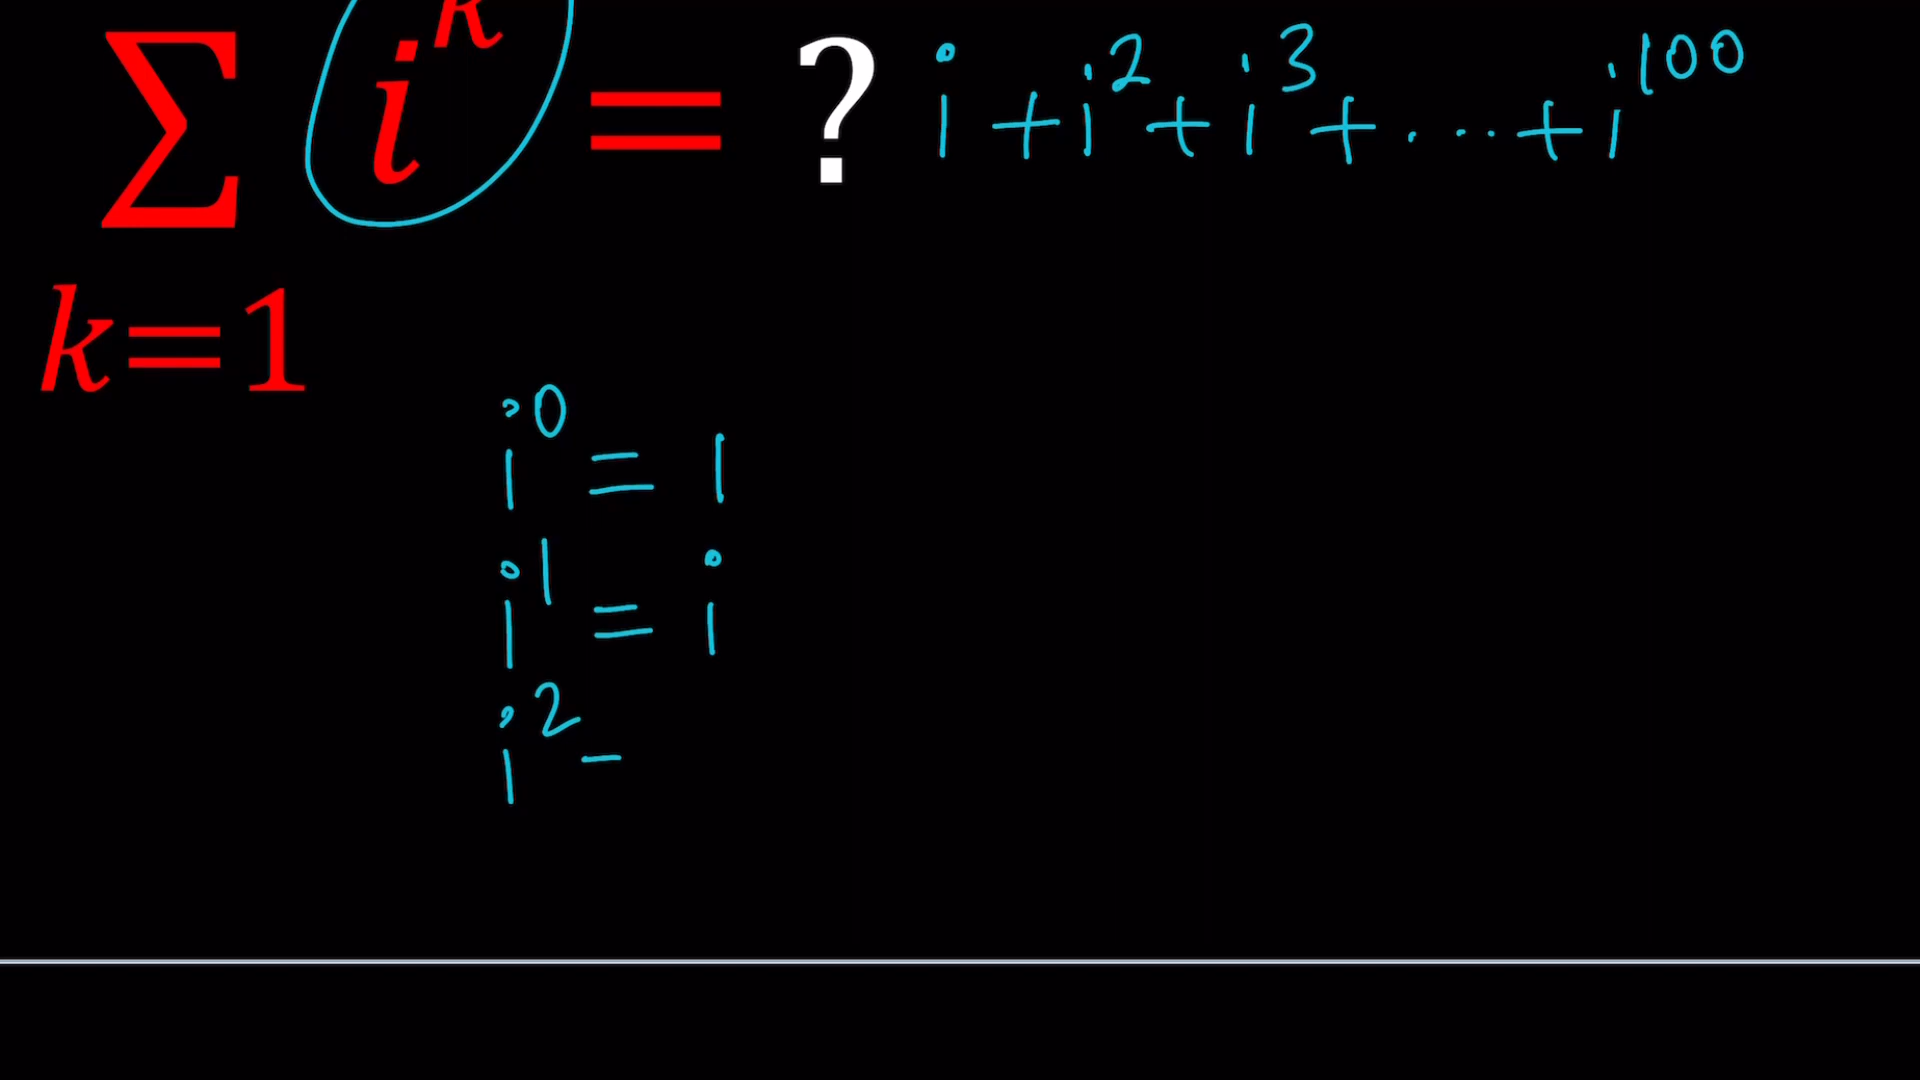 ∑ i^k = ? i + i^2 + i^3 + ... + i^100
k=1
i^0 = 1
i^1 = i
i^2 -